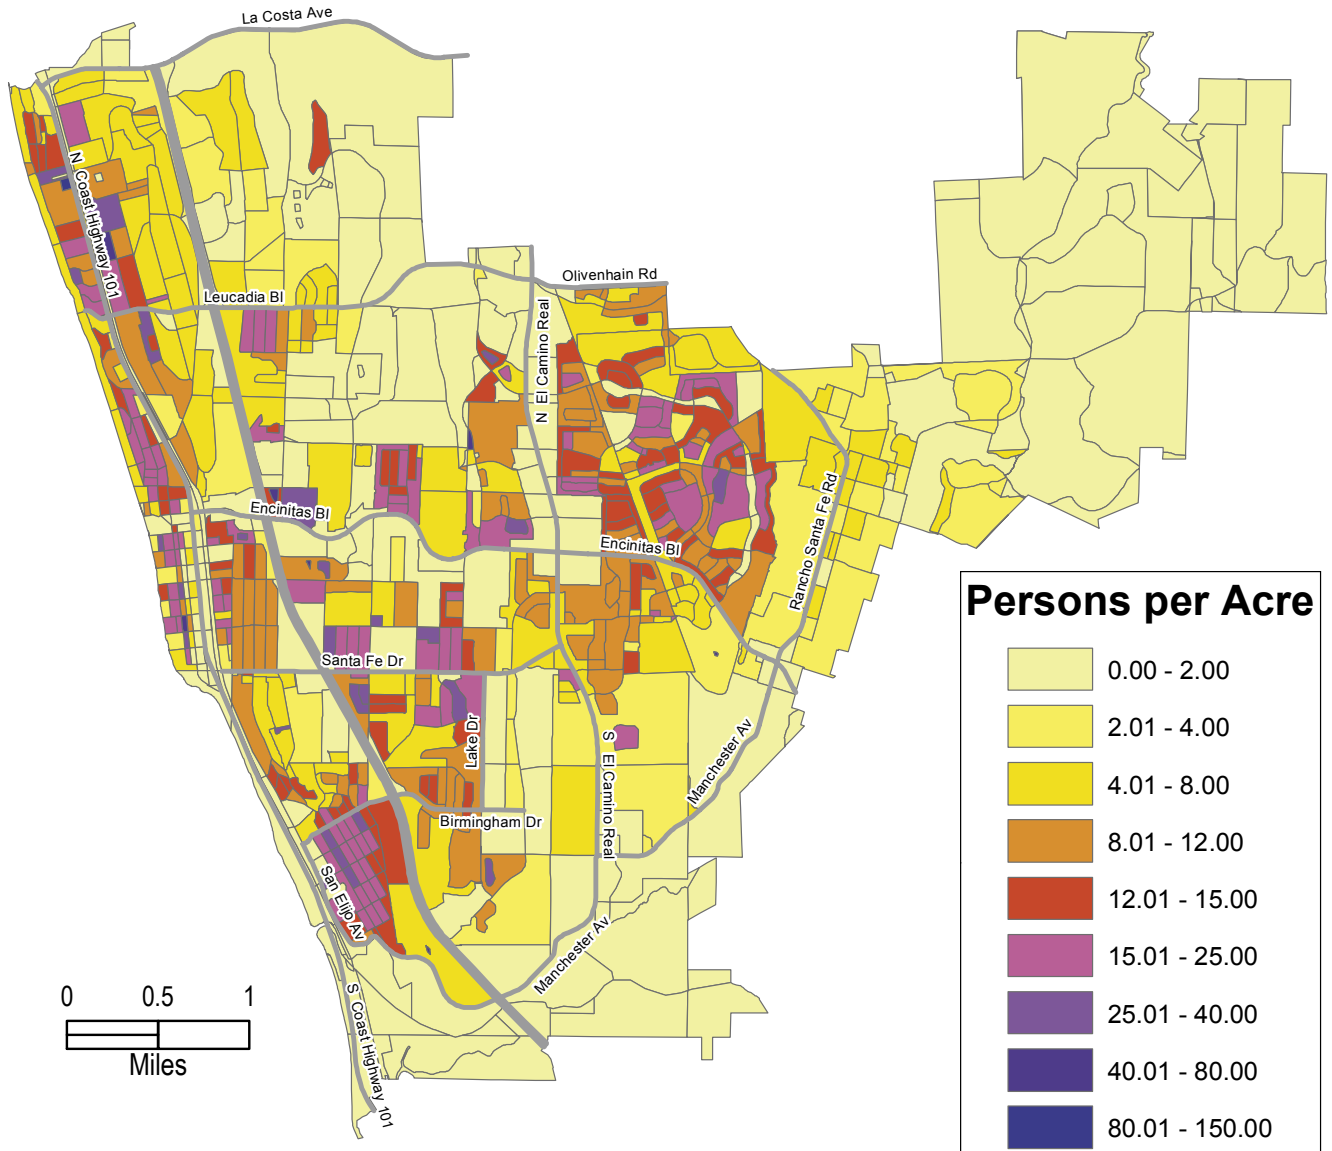 La Costa Ave
N Coast Highway 101
Olivenhain Rd
Leucadia Bl
N El Camino Real
Encinitas Bl
Encinitas Bl
Rancho Santa Fe Rd
Santa Fe Dr
Lake Dr
S El Camino Real
Manchester Av
Birmingham Dr
San Elijo Av
Manchester Av
S Coast Highway 101
0 0.5 1
Miles
Persons per Acre
0.00 - 2.00
2.01 - 4.00
4.01 - 8.00
8.01 - 12.00
12.01 - 15.00
15.01 - 25.00
25.01 - 40.00
40.01 - 80.00
80.01 - 150.00